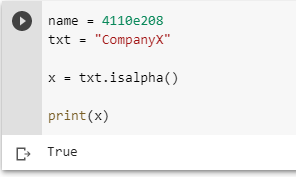 name = 4110e208
txt = "CompanyX"
x = txt.isalpha()
print(x)
True